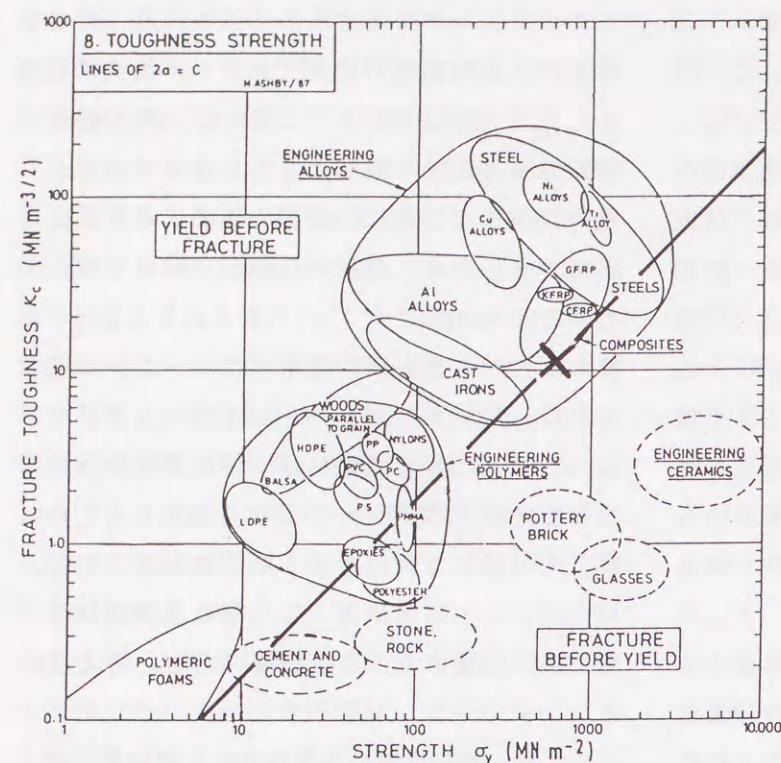 1000
8. TOUGHNESS STRENGTH
LINES OF 2a = C
M ASHBY/87
ENGINEERING
ALLOYS
STEEL
Ni
ALLOYS
Ti
ALLOY
Cu
ALLOYS
100
YIELD BEFORE
FRACTURE
GFRP
Al
ALLOYS
KFRP
CFRP
STEELS
COMPOSITES
CAST
IRONS
10
WOODS
PARALLEL
TO GRAIN
NYLONS
HDPE
PP
PVC
PC
BALSA
ENGINEERING
POLYMERS
ENGINEERING
CERAMICS
LDPE
PMMA
POTTERY
BRICK
1.0
EPOXIES
GLASSES
POLYESTER
STONE,
ROCK
FRACTURE
BEFORE YIELD
POLYMERIC
FOAMS
CEMENT AND
CONCRETE
0.1
1
10
100
1000
10.000
FRACTURE TOUGHNESS Kc (MN m-1/2)
STRENGTH σy (MN m-2)